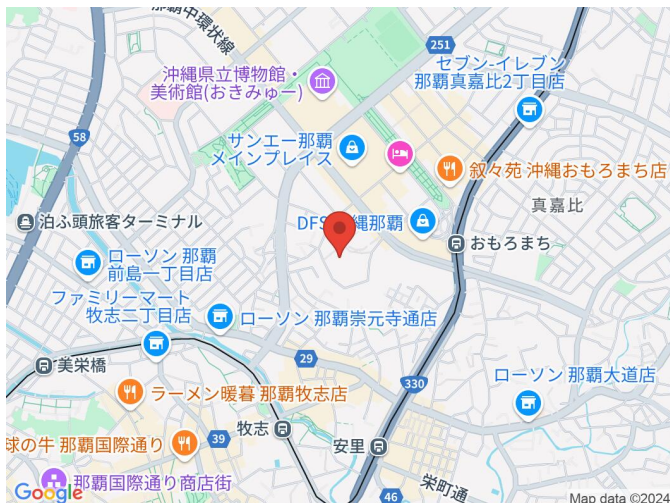 那覇中環状線
251
セブン-イレブン
那覇真嘉比2丁目店
沖縄県立博物館・
美術館(おきみゅー)
58
サンエー那覇
メインプレイス
叙々苑 沖縄おもろまち店
真嘉比
泊ふ頭旅客ターミナル
DFS
縄那覇
おもろまち
ローソン 那覇
前島一丁目店
ファミリーマート
牧志二丁目店
ローソン 那覇崇元寺通店
29
美栄橋
330
ローソン 那覇大道店
ラーメン暖暮 那覇牧志店
39
牧志
安里
球の牛 那覇国際通り
栄町通
那覇国際通り商店街
46
Google
Map data ©2024